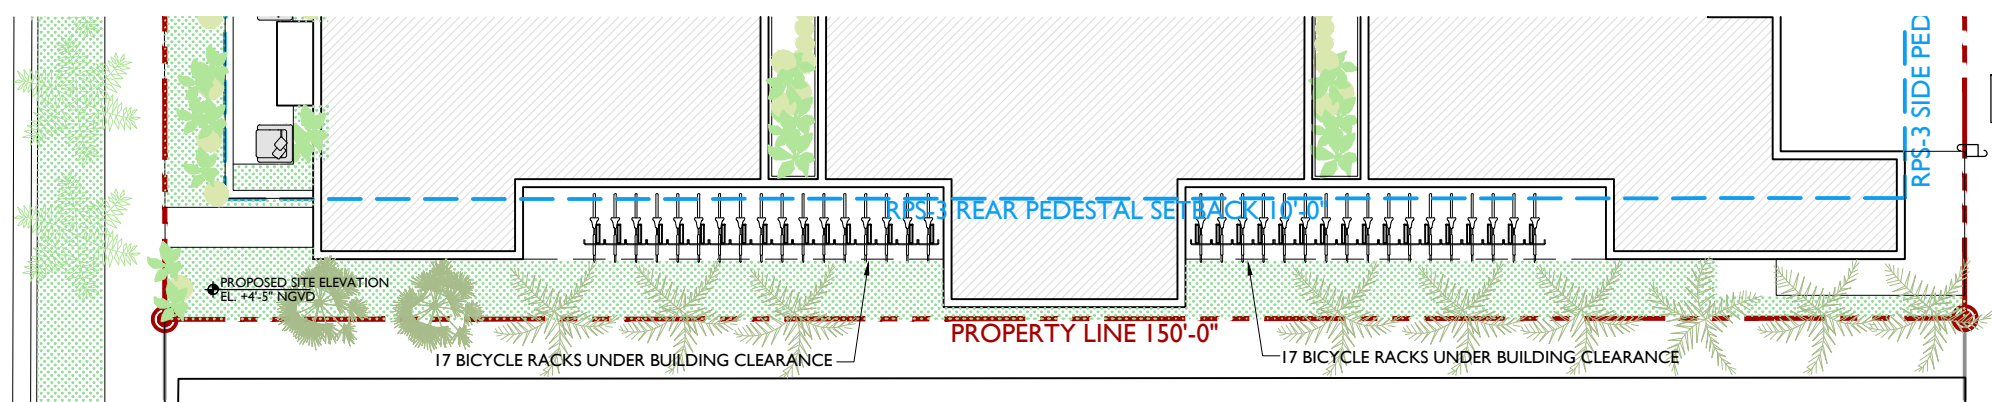 RPS-3 SIDE PED
RPS-3 REAR PEDESTAL SETBACK 10'-0"
PROPOSED SITE ELEVATION
EL. +4'-5" NGVD
PROPERTY LINE 150'-0"
17 BICYCLE RACKS UNDER BUILDING CLEARANCE
17 BICYCLE RACKS UNDER BUILDING CLEARANCE